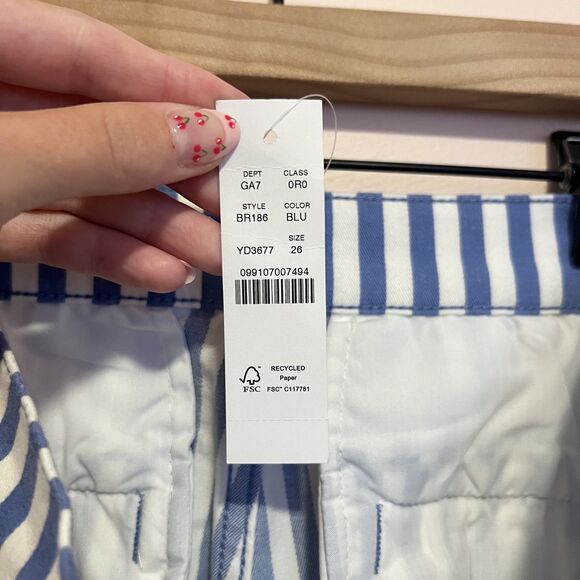 DEPT CLASS
GA7 0R0
STYLE COLOR
BR186 BLU
SIZE
YD3677 26
099107007494
RECYCLED
Paper
FSC® C117781
FSC